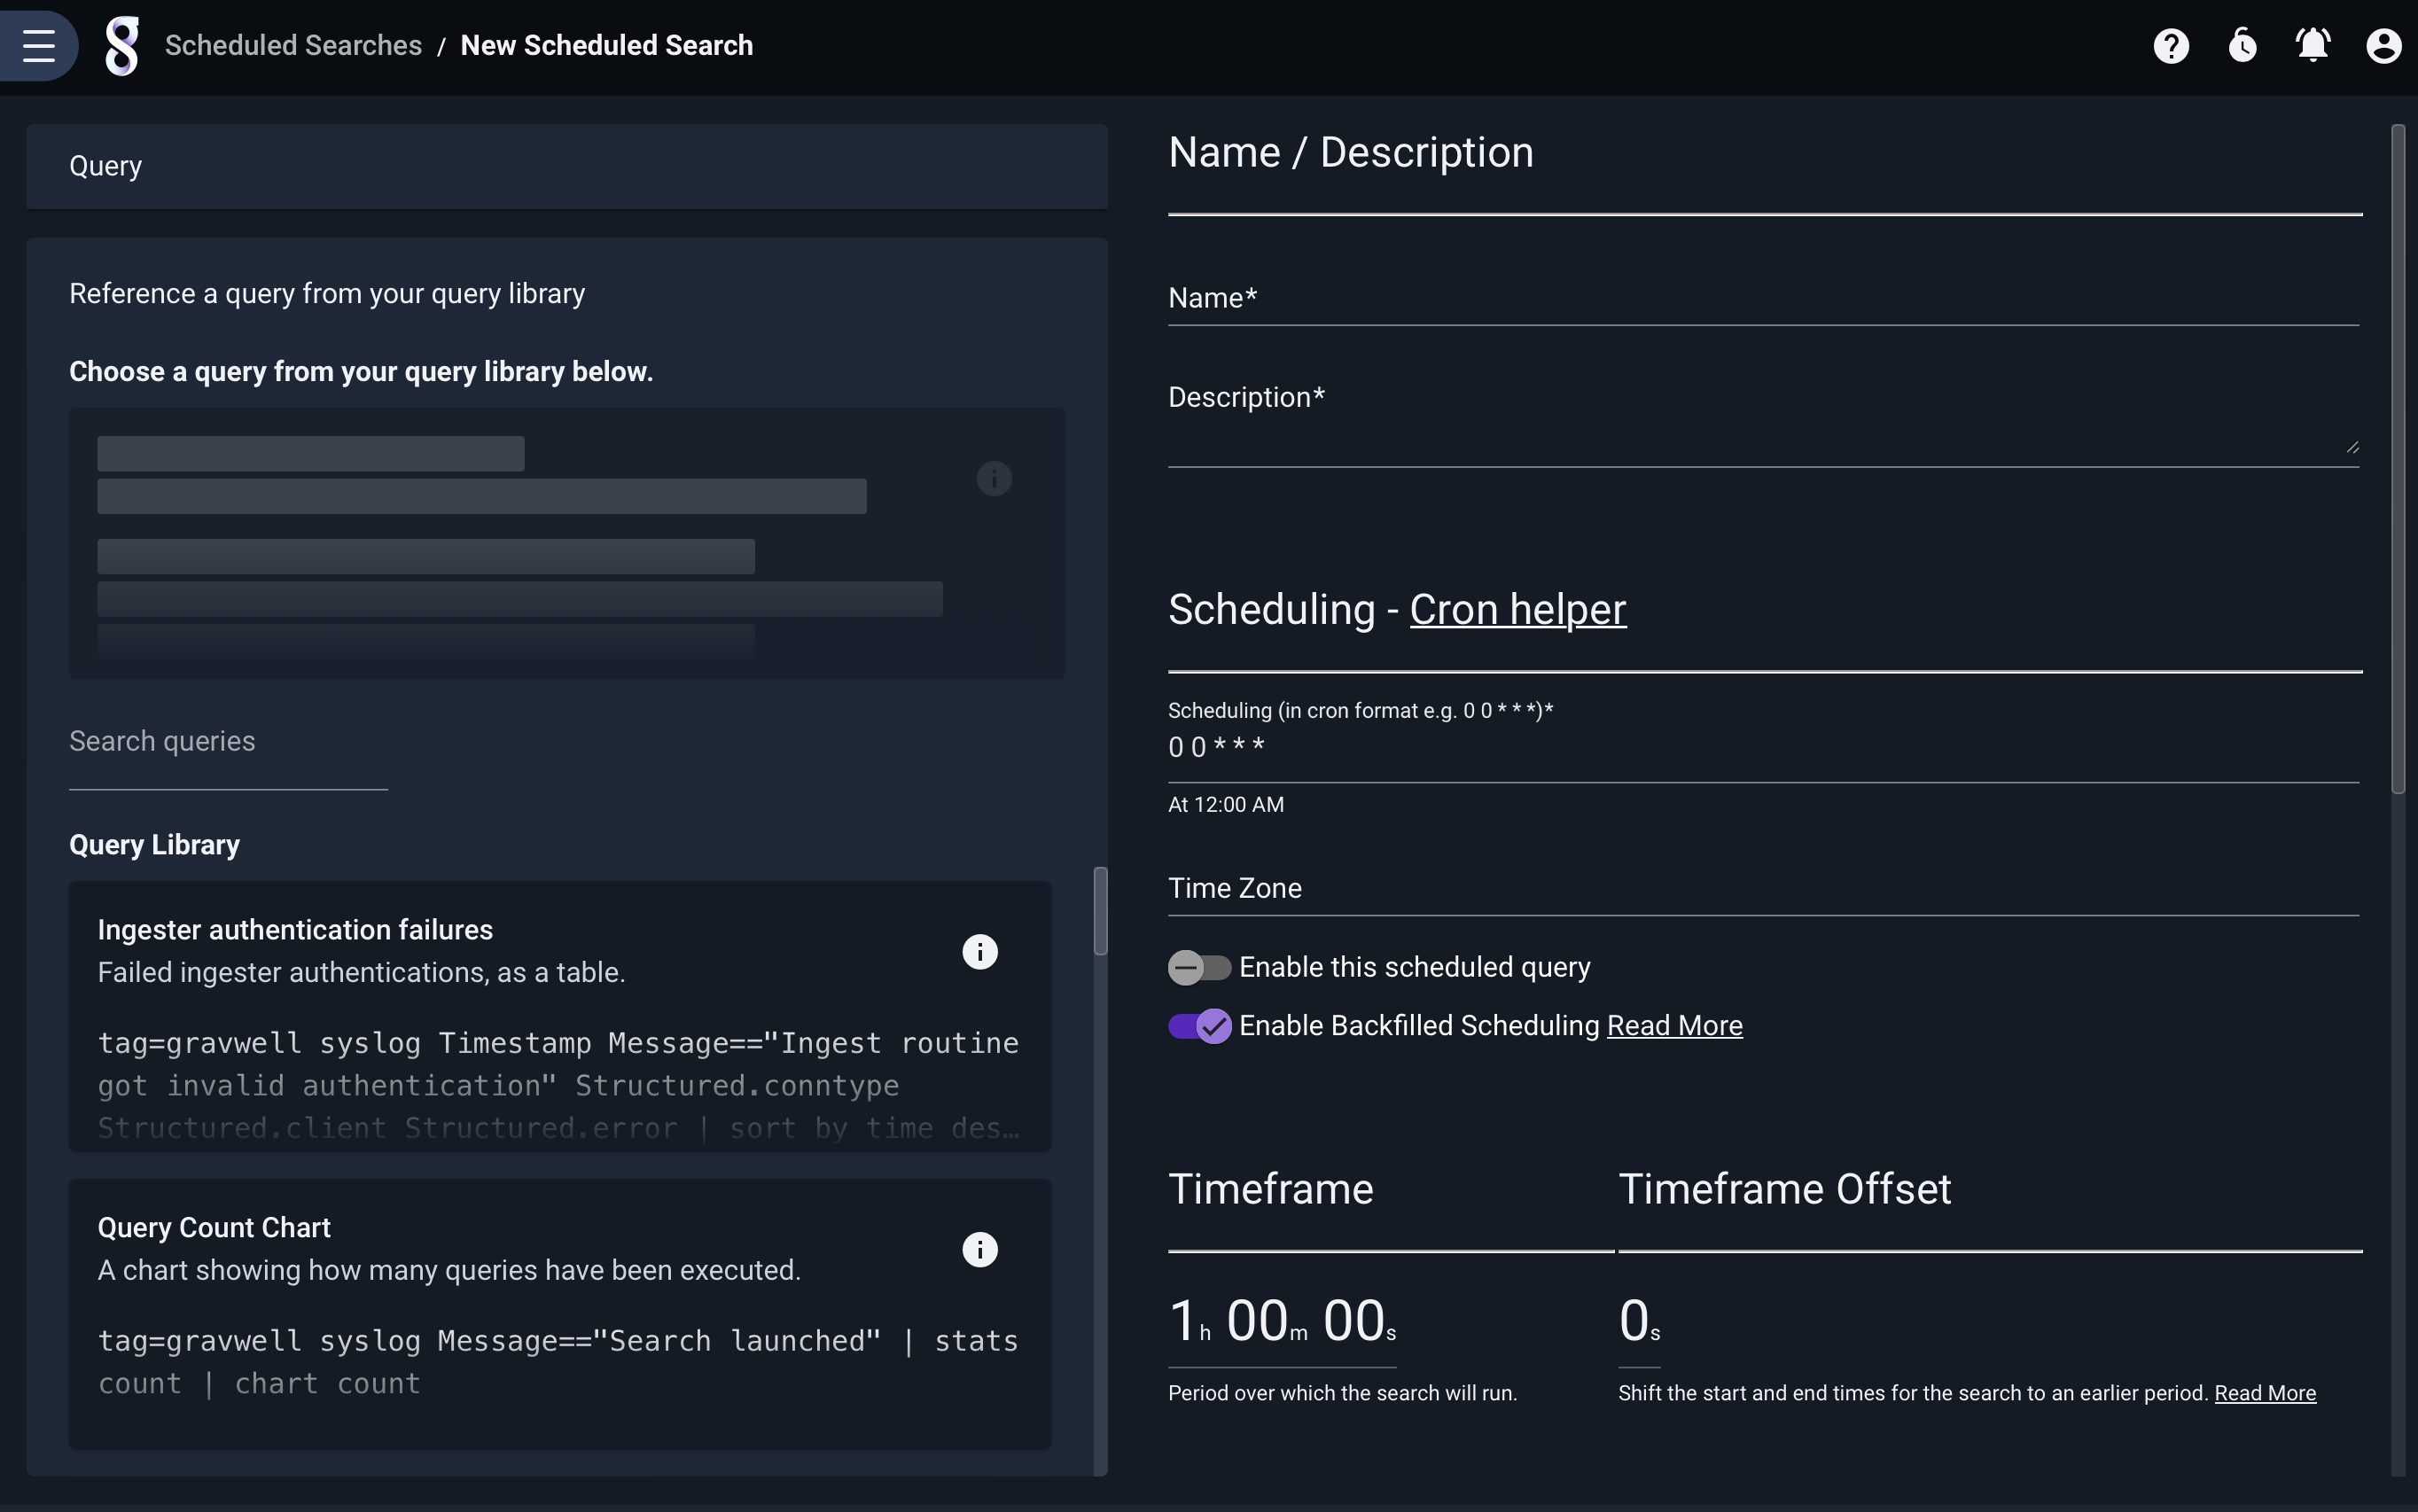 Scheduled Searches / New Scheduled Search
Query
Reference a query from your query library
Choose a query from your query library below.
Search queries
Query Library
Ingester authentication failures
Failed ingester authentications, as a table.
tag=gravwell syslog Timestamp Message=="Ingest routine
got invalid authentication" Structured.conntype
Structured.client Structured.error | sort by time des…
Query Count Chart
A chart showing how many queries have been executed.
tag=gravwell syslog Message=="Search launched" | stats
count | chart count
Name / Description
Name*
Description*
Scheduling - Cron helper
Scheduling (in cron format e.g. 0 0 * * *)*
0 0 * * *
At 12:00 AM
Time Zone
Enable this scheduled query
Enable Backfilled Scheduling Read More
Timeframe
1h 00m 00s
Period over which the search will run.
Timeframe Offset
0s
Shift the start and end times for the search to an earlier period. Read More